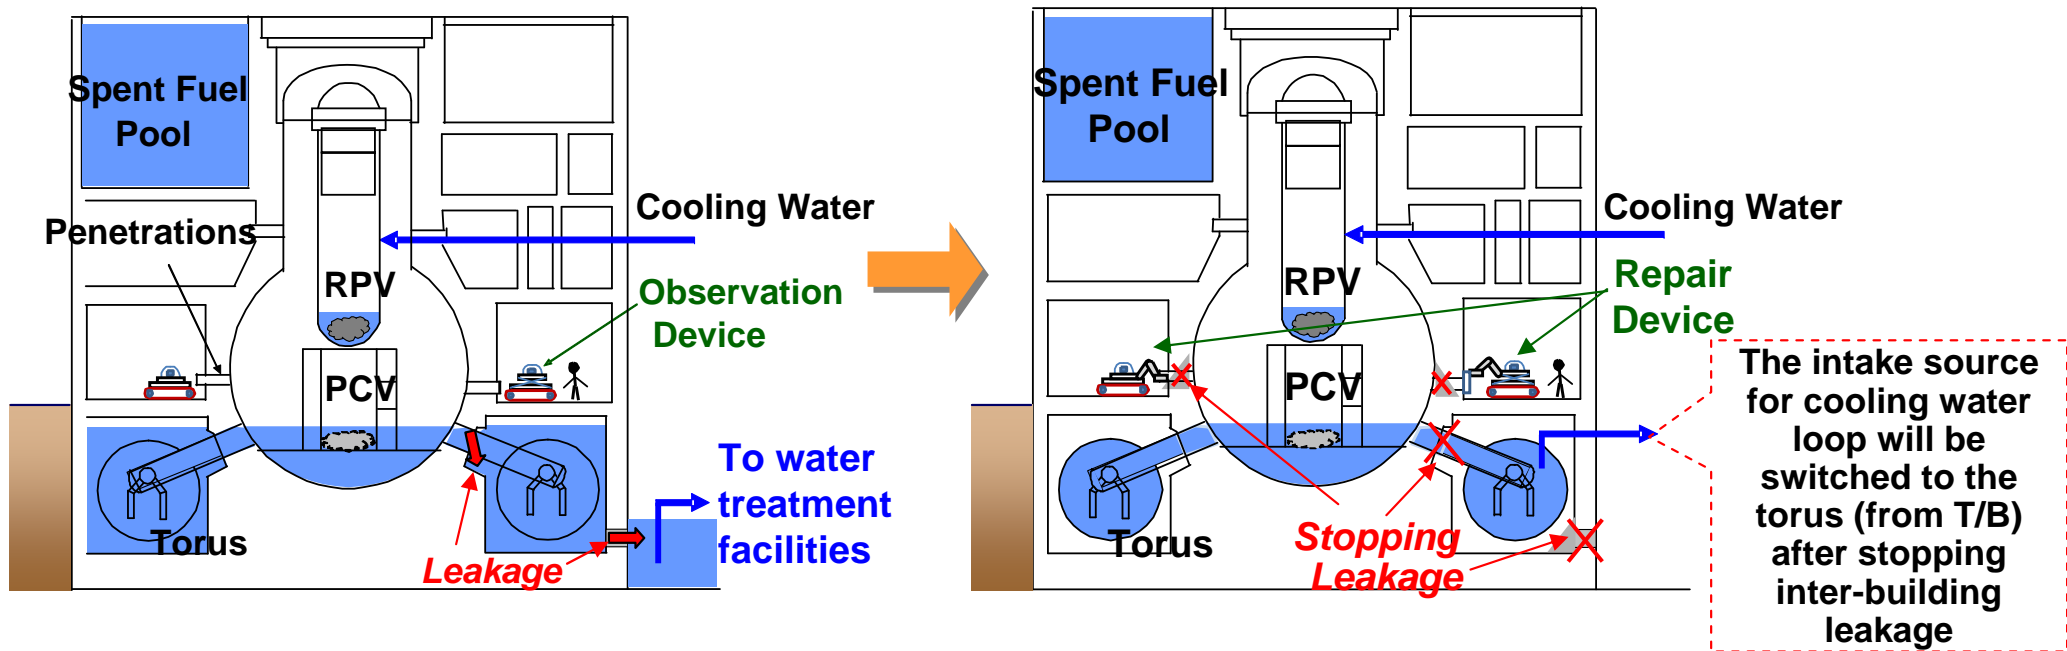 Spent Fuel
Pool
Penetrations
Cooling Water
RPV
Observation
Device
PCV
Torus
Leakage
To water
treatment
facilities
Spent Fuel
Pool
Cooling Water
RPV
Repair
Device
PCV
Torus
Stopping
Leakage
The intake source
for cooling water
loop will be
switched to the
torus (from T/B)
after stopping
inter-building
leakage